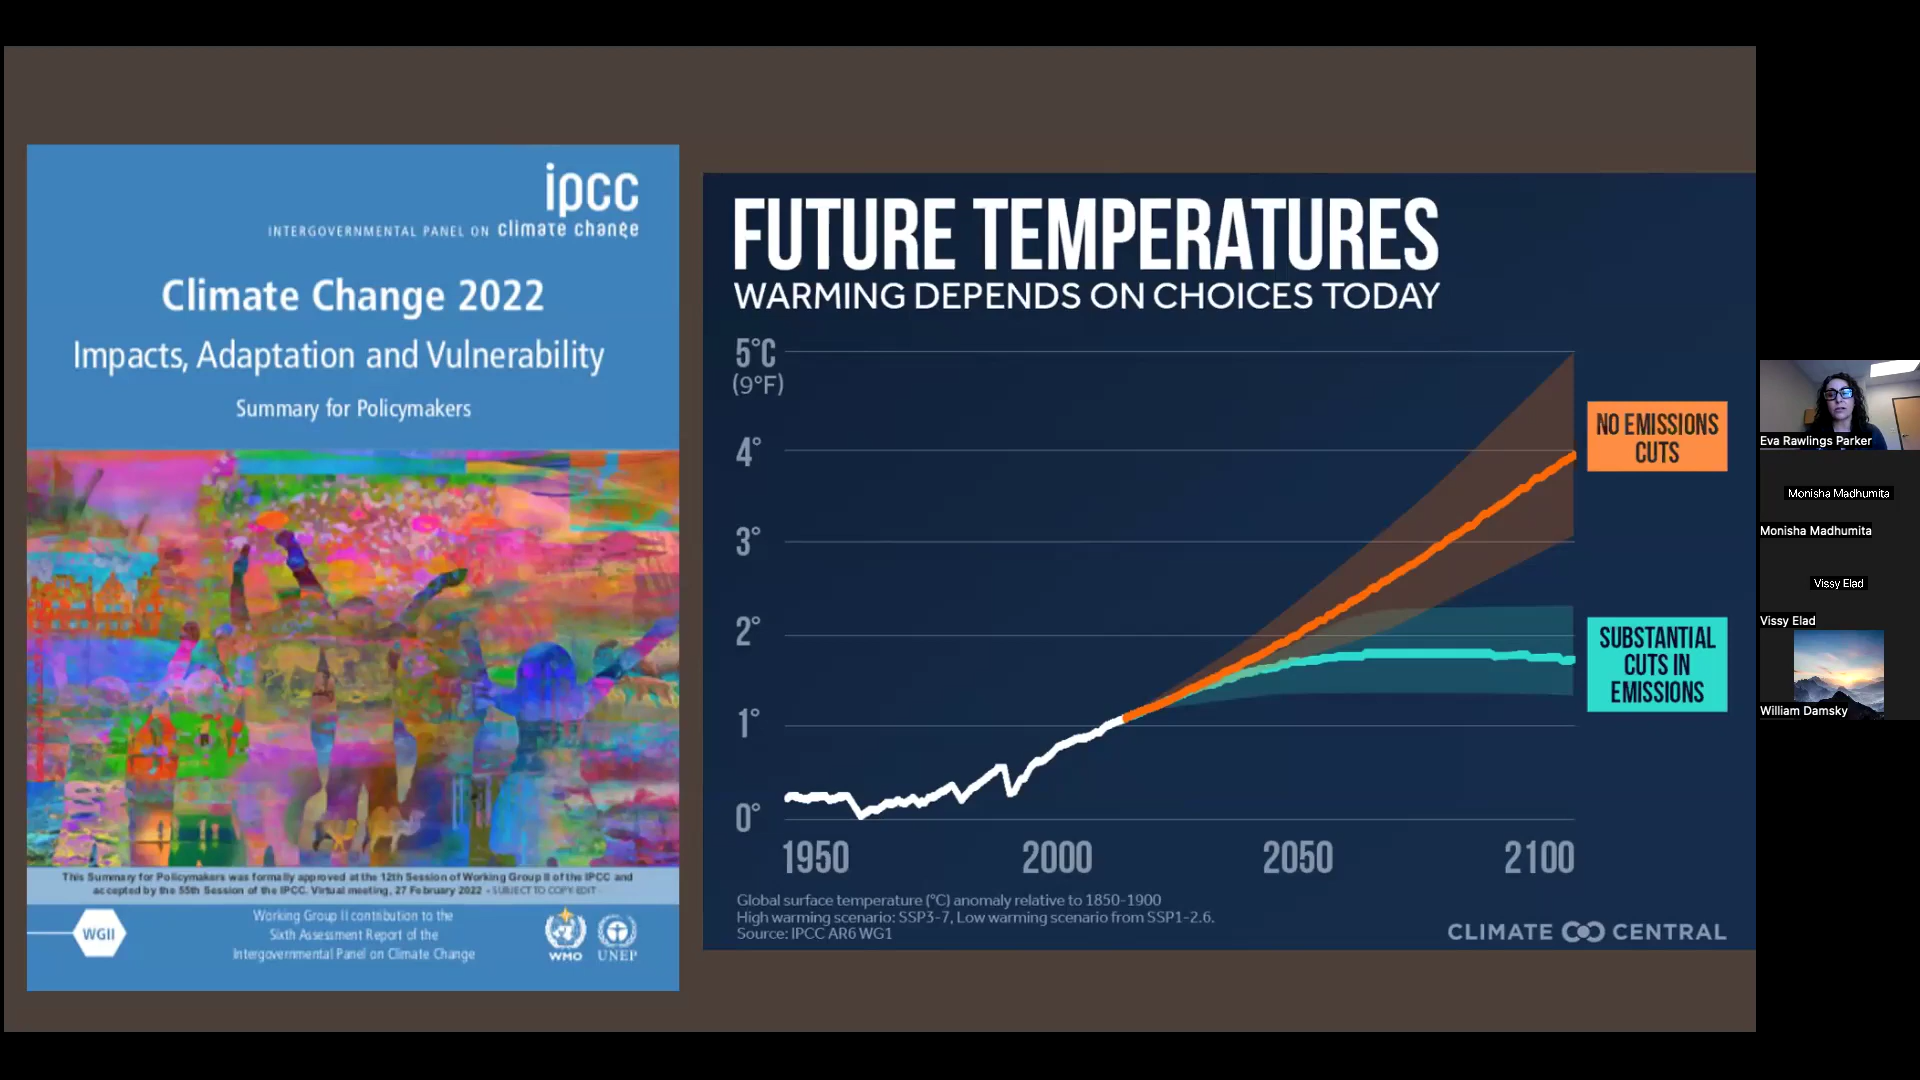 ipcc
INTERGOVERNMENTAL PANEL ON climate change
Climate Change 2022
Impacts, Adaptation and Vulnerability
Summary for Policymakers
This Summary for Policymakers was formally approved at the 12th Session of Working Group II of the IPCC and
accepted by the 55th Session of the IPCC. Virtual meeting, 27 February 2022 - SUBJECT TO COPY EDIT
WGII
Working Group II contribution to the
Sixth Assessment Report of the
Intergovernmental Panel on Climate Change
WMO
UNEP
FUTURE TEMPERATURES
WARMING DEPENDS ON CHOICES TODAY
5°C
(9°F)
4°
3°
2°
1°
0°
1950 2000 2050 2100
NO EMISSIONS
CUTS
SUBSTANTIAL
CUTS IN
EMISSIONS
Global surface temperature (°C) anomaly relative to 1850-1900
High warming scenario: SSP3-7, Low warming scenario from SSP1-2.6.
Source: IPCC AR6 WG1
CLIMATE CENTRAL
Eva Rawlings Parker
Monisha Madhumita
Monisha Madhumita
Vissy Elad
Vissy Elad
William Damsky